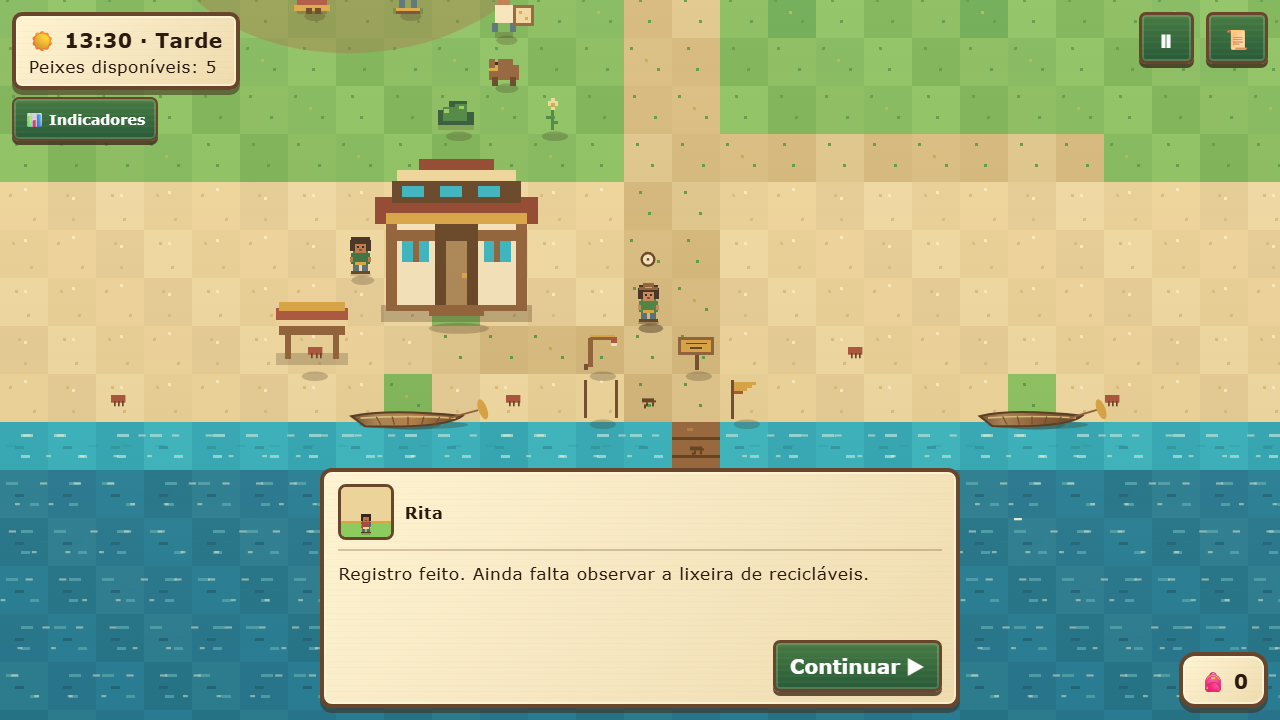 13:30 · Tarde
Peixes disponíveis: 5
Indicadores
Rita
Registro feito. Ainda falta observar a lixeira de recicláveis.
Continuar
0